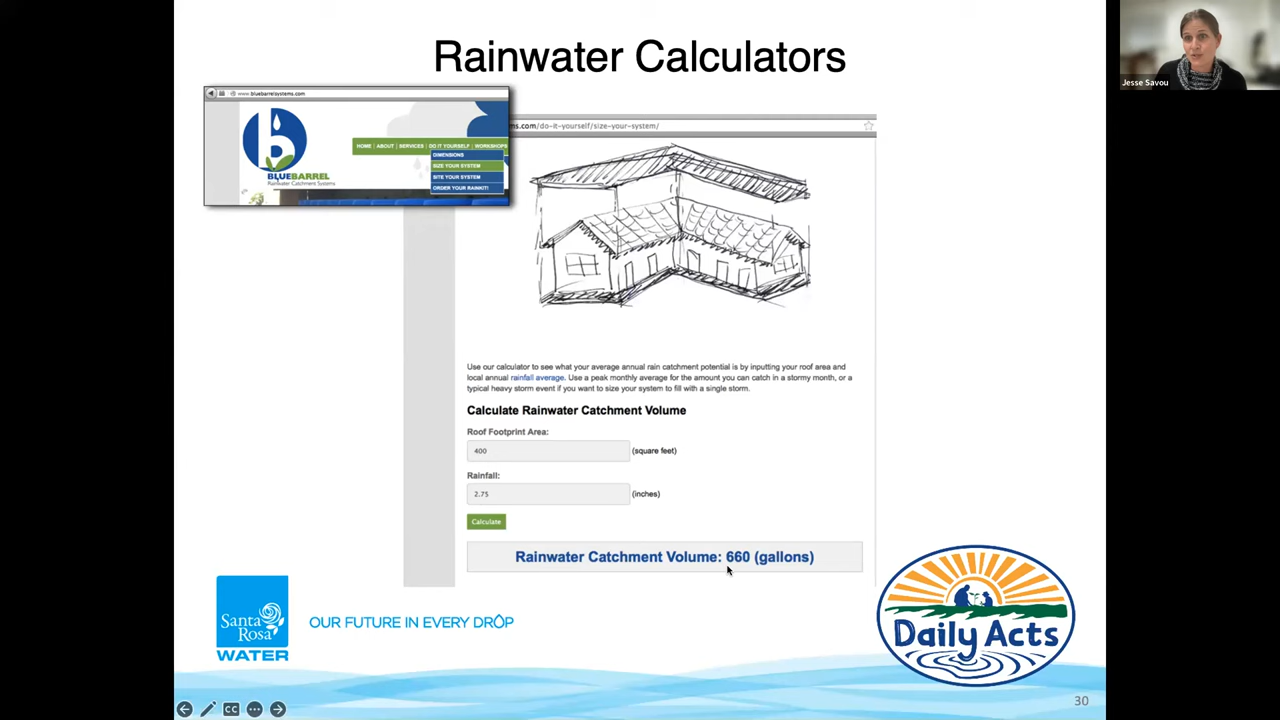 Rainwater Calculators
Jesse Savou
www.bluebarrelsystems.com
ms.com/do-it-yourself/size-your-system/
b
HOME | ABOUT | SERVICES | DO IT YOURSELF | WORKSHOPS
DIMENSIONS
SIZE YOUR SYSTEM
SITE YOUR SYSTEM
ORDER YOUR RAINKIT!
BLUEBARREL
Rainwater Catchment Systems
Use our calculator to see what your average annual rain catchment potential is by inputting your roof area and
local annual rainfall average. Use a peak monthly average for the amount you can catch in a stormy month, or a
typical heavy storm event if you want to size your system to fill with a single storm.
Calculate Rainwater Catchment Volume
Roof Footprint Area:
400 (square feet)
Rainfall:
2.75 (inches)
Calculate
Rainwater Catchment Volume: 660 (gallons)
Santa
Rosa
WATER
OUR FUTURE IN EVERY DROP
Daily Acts
CC
30